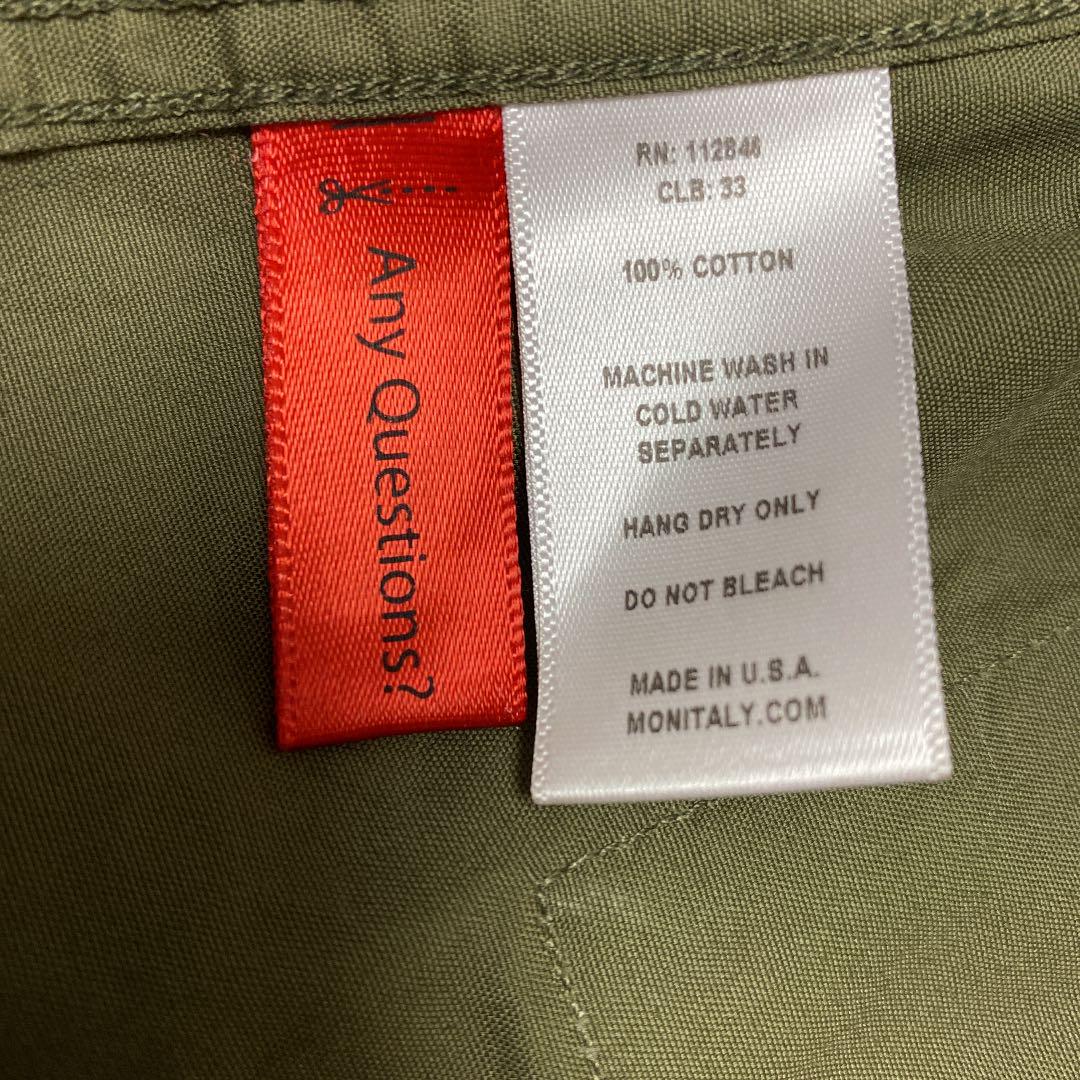 Any Questions?
RN: 112848
CLB: 33
100% COTTON
MACHINE WASH IN
COLD WATER
SEPARATELY
HANG DRY ONLY
DO NOT BLEACH
MADE IN U.S.A.
MONITALY.COM